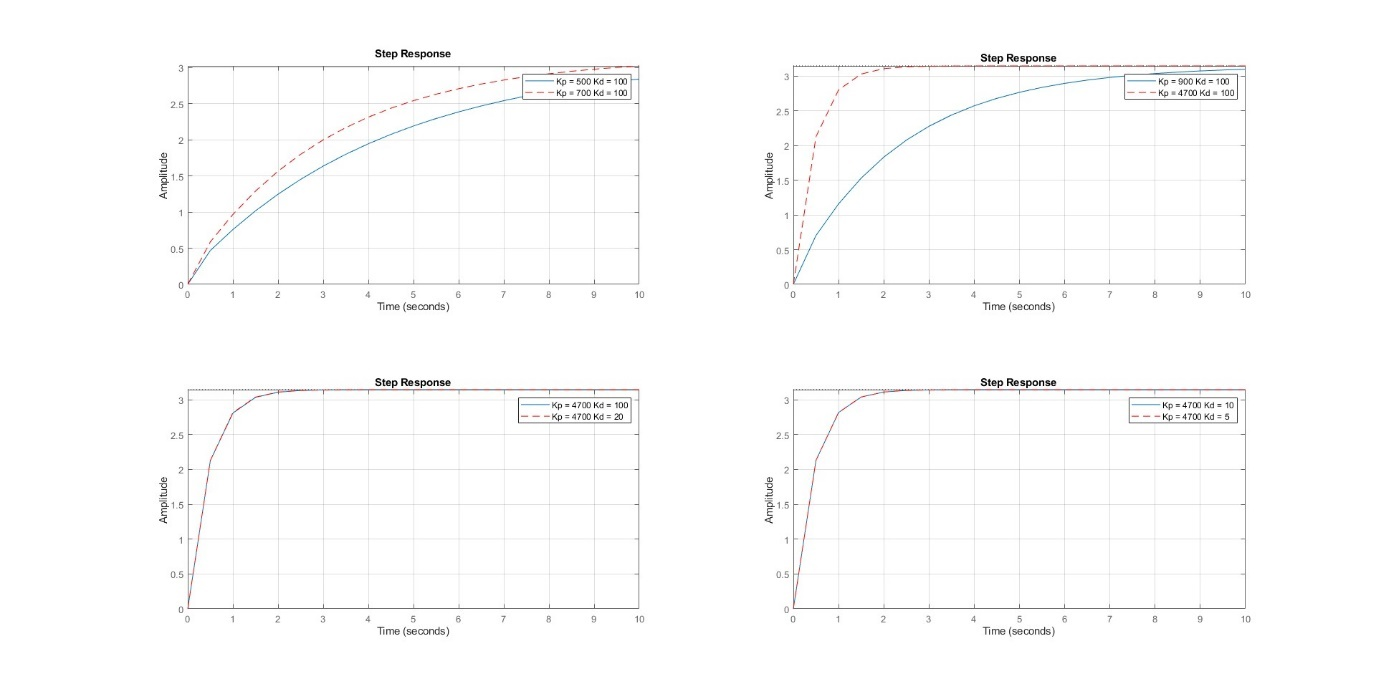 Step Response
3
2.5
2
1.5
1
0.5
0
Amplitude
Kp = 500 Kd = 100
Kp = 700 Kd = 100
0 1 2 3 4 5 6 7 8 9 10
Time (seconds)
Step Response
3
2.5
2
1.5
1
0.5
0
Amplitude
Kp = 900 Kd = 100
Kp = 4700 Kd = 100
0 1 2 3 4 5 6 7 8 9 10
Time (seconds)
Step Response
3
2.5
2
1.5
1
0.5
0
Amplitude
Kp = 4700 Kd = 100
Kp = 4700 Kd = 20
0 1 2 3 4 5 6 7 8 9 10
Time (seconds)
Step Response
3
2.5
2
1.5
1
0.5
0
Amplitude
Kp = 4700 Kd = 10
Kp = 4700 Kd = 5
0 1 2 3 4 5 6 7 8 9 10
Time (seconds)